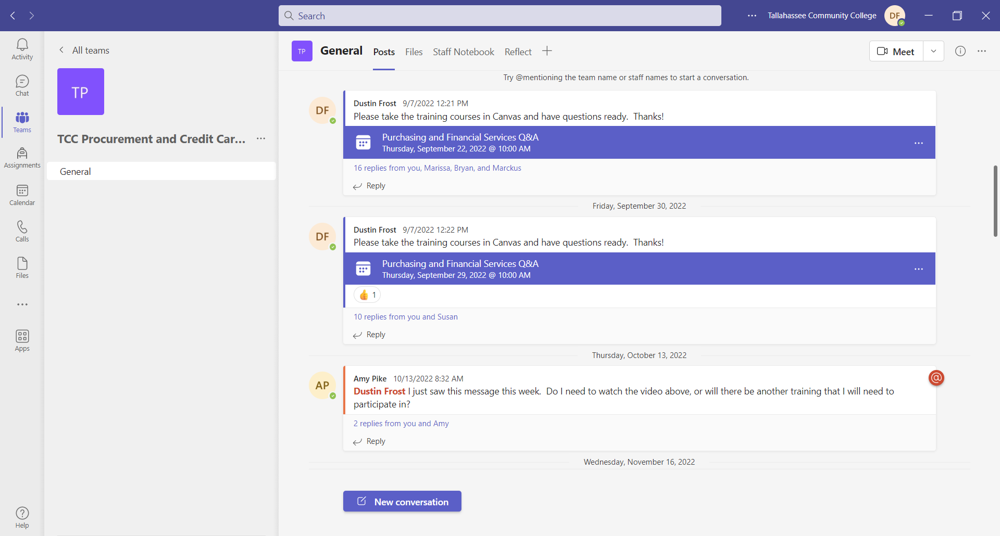 Search
Tallahassee Community College
DF
Activity
Chat
Teams
Assignments
Calendar
Calls
Files
Apps
Help
All teams
TP
TCC Procurement and Credit Car...
General
TP
General
Posts
Files
Staff Notebook
Reflect
Meet
Try @mentioning the team name or staff names to start a conversation.
DF
Dustin Frost 9/7/2022 12:21 PM
Please take the training courses in Canvas and have questions ready. Thanks!
Purchasing and Financial Services Q&A
Thursday, September 22, 2022 @ 10:00 AM
16 replies from you, Marissa, Bryan, and Marckus
Reply
Friday, September 30, 2022
DF
Dustin Frost 9/7/2022 12:22 PM
Please take the training courses in Canvas and have questions ready. Thanks!
Purchasing and Financial Services Q&A
Thursday, September 29, 2022 @ 10:00 AM
👍 1
10 replies from you and Susan
Reply
Thursday, October 13, 2022
AP
Amy Pike 10/13/2022 8:32 AM
@
Dustin Frost I just saw this message this week. Do I need to watch the video above, or will there be another training that I will need to
participate in?
2 replies from you and Amy
Reply
Wednesday, November 16, 2022
New conversation